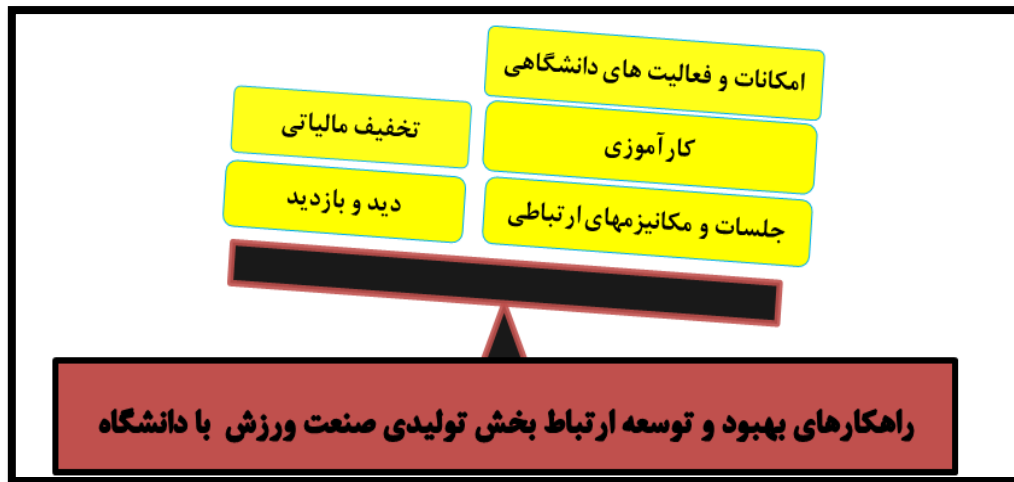 امکانات و فعالیت های دانشگاهی
تخفیف مالیاتی
کارآموزی
دید و بازدید
جلسات و مکانیزمهای ارتباطی
راهکارهای بهبود و توسعه ارتباط بخش تولیدی صنعت ورزش با دانشگاه